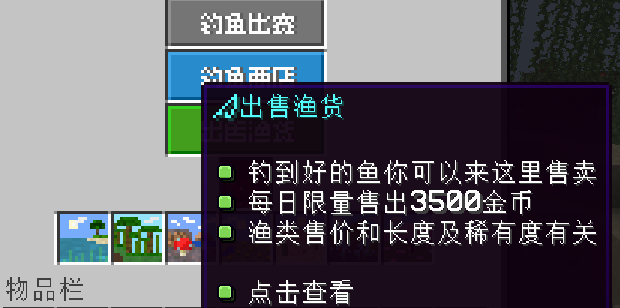 钓鱼比赛
钓鱼商店
出售渔货
钓到好的鱼你可以来这里售卖
每日限量售出3500金币
渔类售价和长度及稀有度有关
点击查看
物品栏